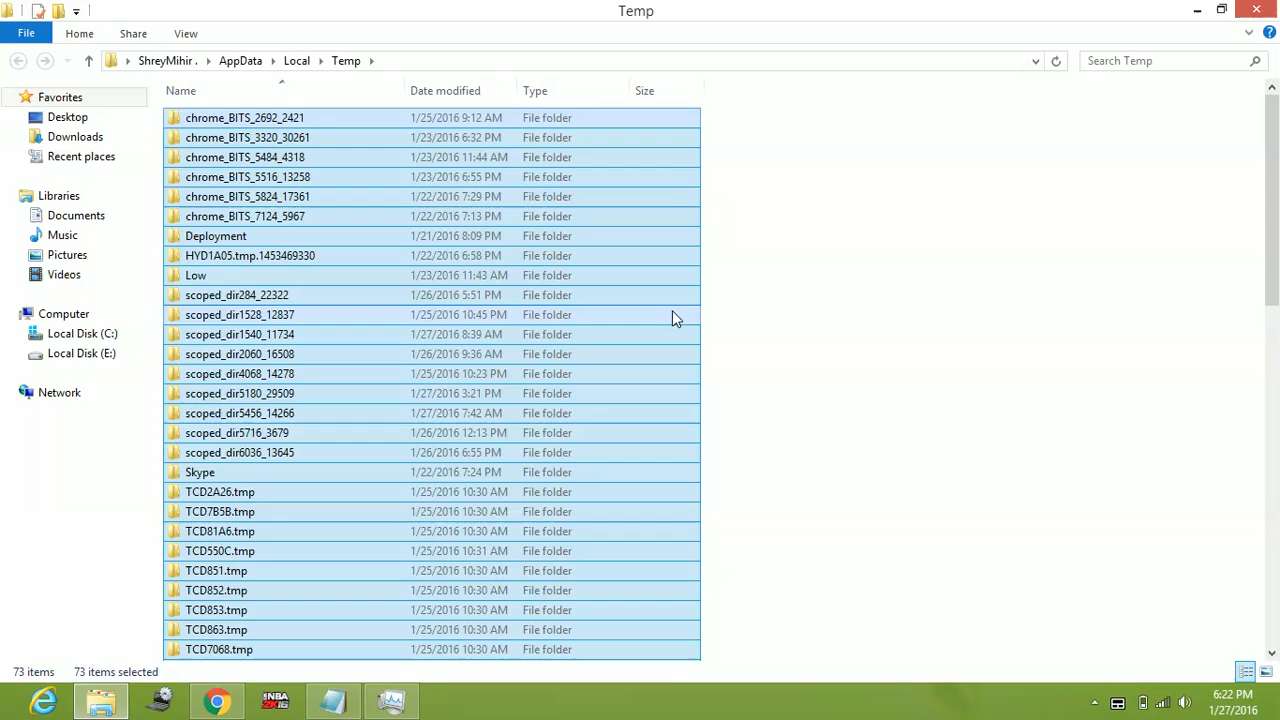 Temp
File Home Share View
ShreyMihir . AppData Local Temp Search Temp
Name Date modified Type Size
Favorites
Desktop
Downloads
Recent places
Libraries
Documents
Music
Pictures
Videos
Computer
Local Disk (C:)
Local Disk (E:)
Network
chrome_BITS_2692_2421 1/25/2016 9:12 AM File folder
chrome_BITS_3320_30261 1/23/2016 6:32 PM File folder
chrome_BITS_5484_4318 1/23/2016 11:44 AM File folder
chrome_BITS_5516_13258 1/23/2016 6:55 PM File folder
chrome_BITS_5824_17361 1/22/2016 7:29 PM File folder
chrome_BITS_7124_5967 1/22/2016 7:13 PM File folder
Deployment 1/21/2016 8:09 PM File folder
HYD1A05.tmp.1453469330 1/22/2016 6:58 PM File folder
Low 1/23/2016 11:43 AM File folder
scoped_dir284_22322 1/26/2016 5:51 PM File folder
scoped_dir1528_12837 1/25/2016 10:45 PM File folder
scoped_dir1540_11734 1/27/2016 8:39 AM File folder
scoped_dir2060_16508 1/26/2016 9:36 AM File folder
scoped_dir4068_14278 1/25/2016 10:23 PM File folder
scoped_dir5180_29509 1/27/2016 3:21 PM File folder
scoped_dir5456_14266 1/27/2016 7:42 AM File folder
scoped_dir5716_3679 1/26/2016 12:13 PM File folder
scoped_dir6036_13645 1/26/2016 6:55 PM File folder
Skype 1/22/2016 7:24 PM File folder
TCD2A26.tmp 1/25/2016 10:30 AM File folder
TCD7B5B.tmp 1/25/2016 10:30 AM File folder
TCD81A6.tmp 1/25/2016 10:30 AM File folder
TCD550C.tmp 1/25/2016 10:31 AM File folder
TCD851.tmp 1/25/2016 10:30 AM File folder
TCD852.tmp 1/25/2016 10:30 AM File folder
TCD853.tmp 1/25/2016 10:30 AM File folder
TCD863.tmp 1/25/2016 10:30 AM File folder
TCD7068.tmp 1/25/2016 10:30 AM File folder
73 items 73 items selected
NBA
2K15
6:22 PM
1/27/2016